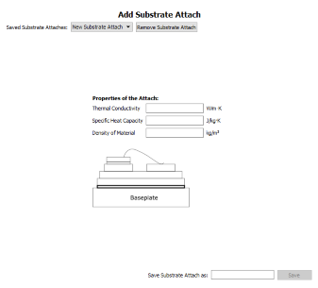 Add Substrate Attach
Saved Substrate Attaches: New Substrate Attach Remove Substrate Attach
Properties of the Attach:
Thermal Conductivity W/m·K
Specific Heat Capacity J/kg·K
Density of Material kg/m³
Baseplate
Save Substrate Attach as: Save